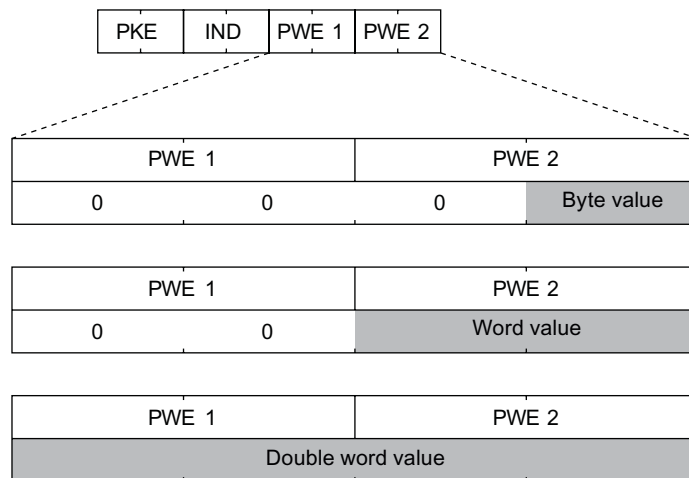 PKE IND PWE 1 PWE 2
PWE 1 PWE 2
0 0 0 Byte value
PWE 1 PWE 2
0 0 Word value
PWE 1 PWE 2
Double word value